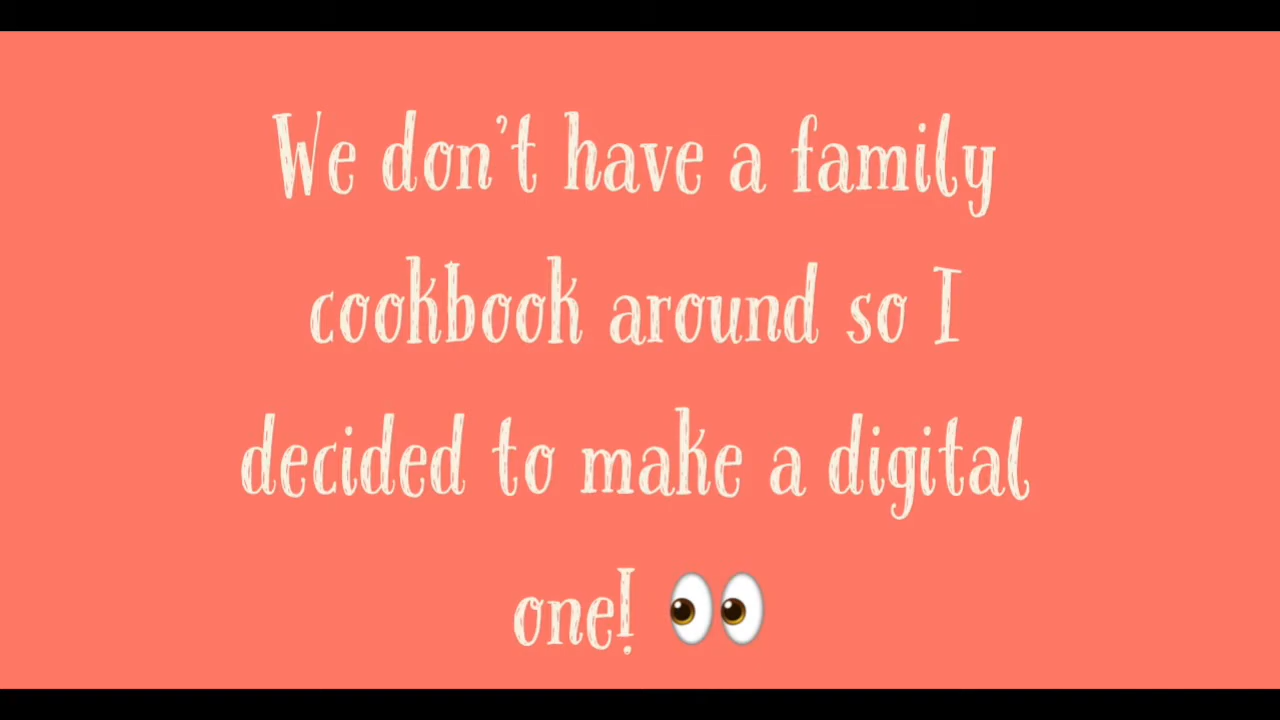 We don't have a family
cookbook around so I
decided to make a digital
one! 👀